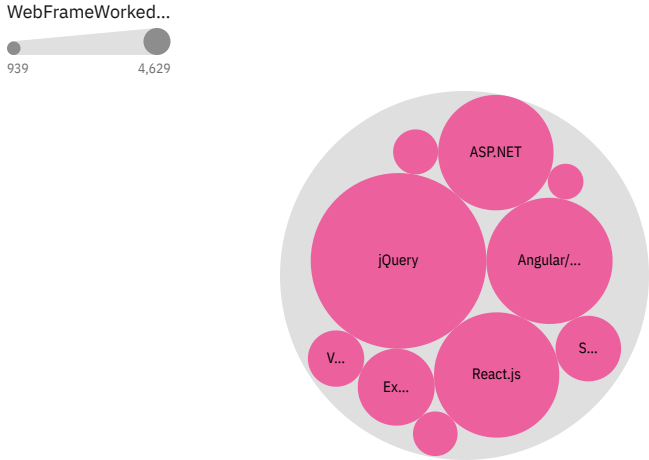 WebFrameWorked...
939 4,629
ASP.NET
jQuery Angular/...
V... S...
Ex... React.js